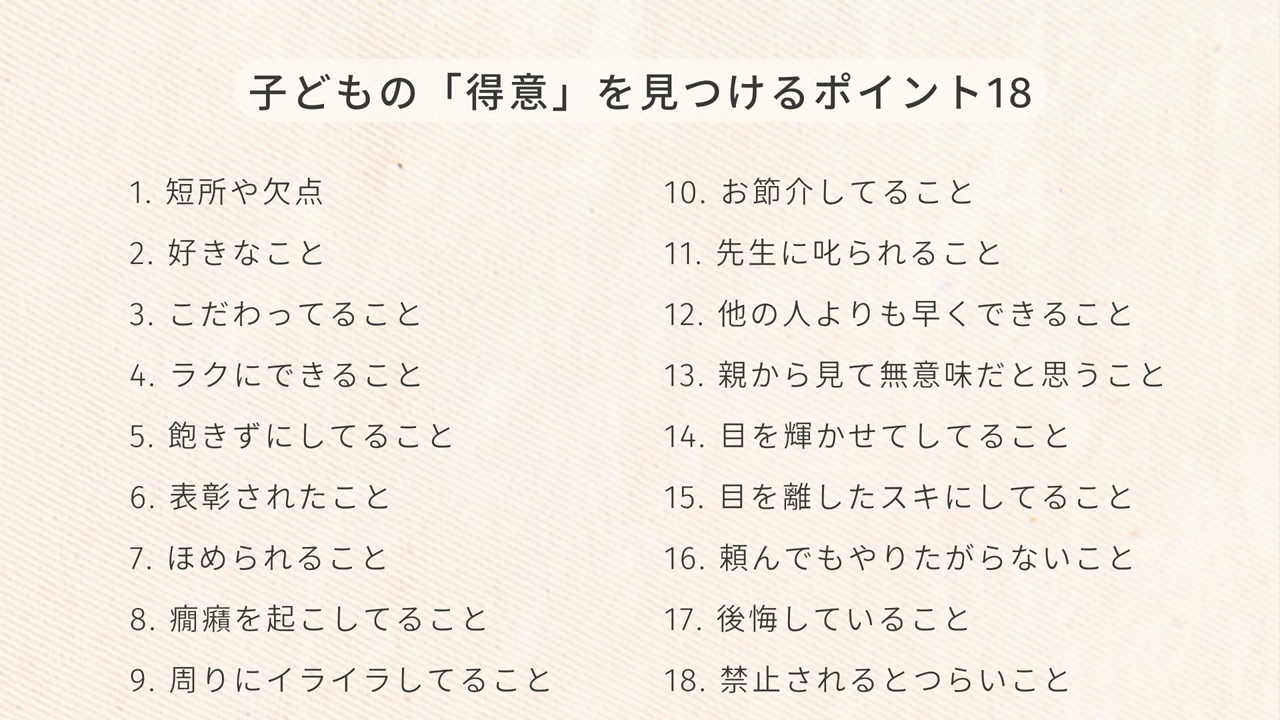 子どもの「得意」を見つけるポイント18
1. 短所や欠点
2. 好きなこと
3. こだわってること
4. ラクにできること
5. 飽きずにしてること
6. 表彰されたこと
7. ほめられること
8. 癇癪を起こしてること
9. 周りにイライラしてること
10. お節介してること
11. 先生に叱られること
12. 他の人よりも早くできること
13. 親から見て無意味だと思うこと
14. 目を輝かせてしてること
15. 目を離したスキにしてること
16. 頼んでもやりたがらないこと
17. 後悔していること
18. 禁止されるとつらいこと